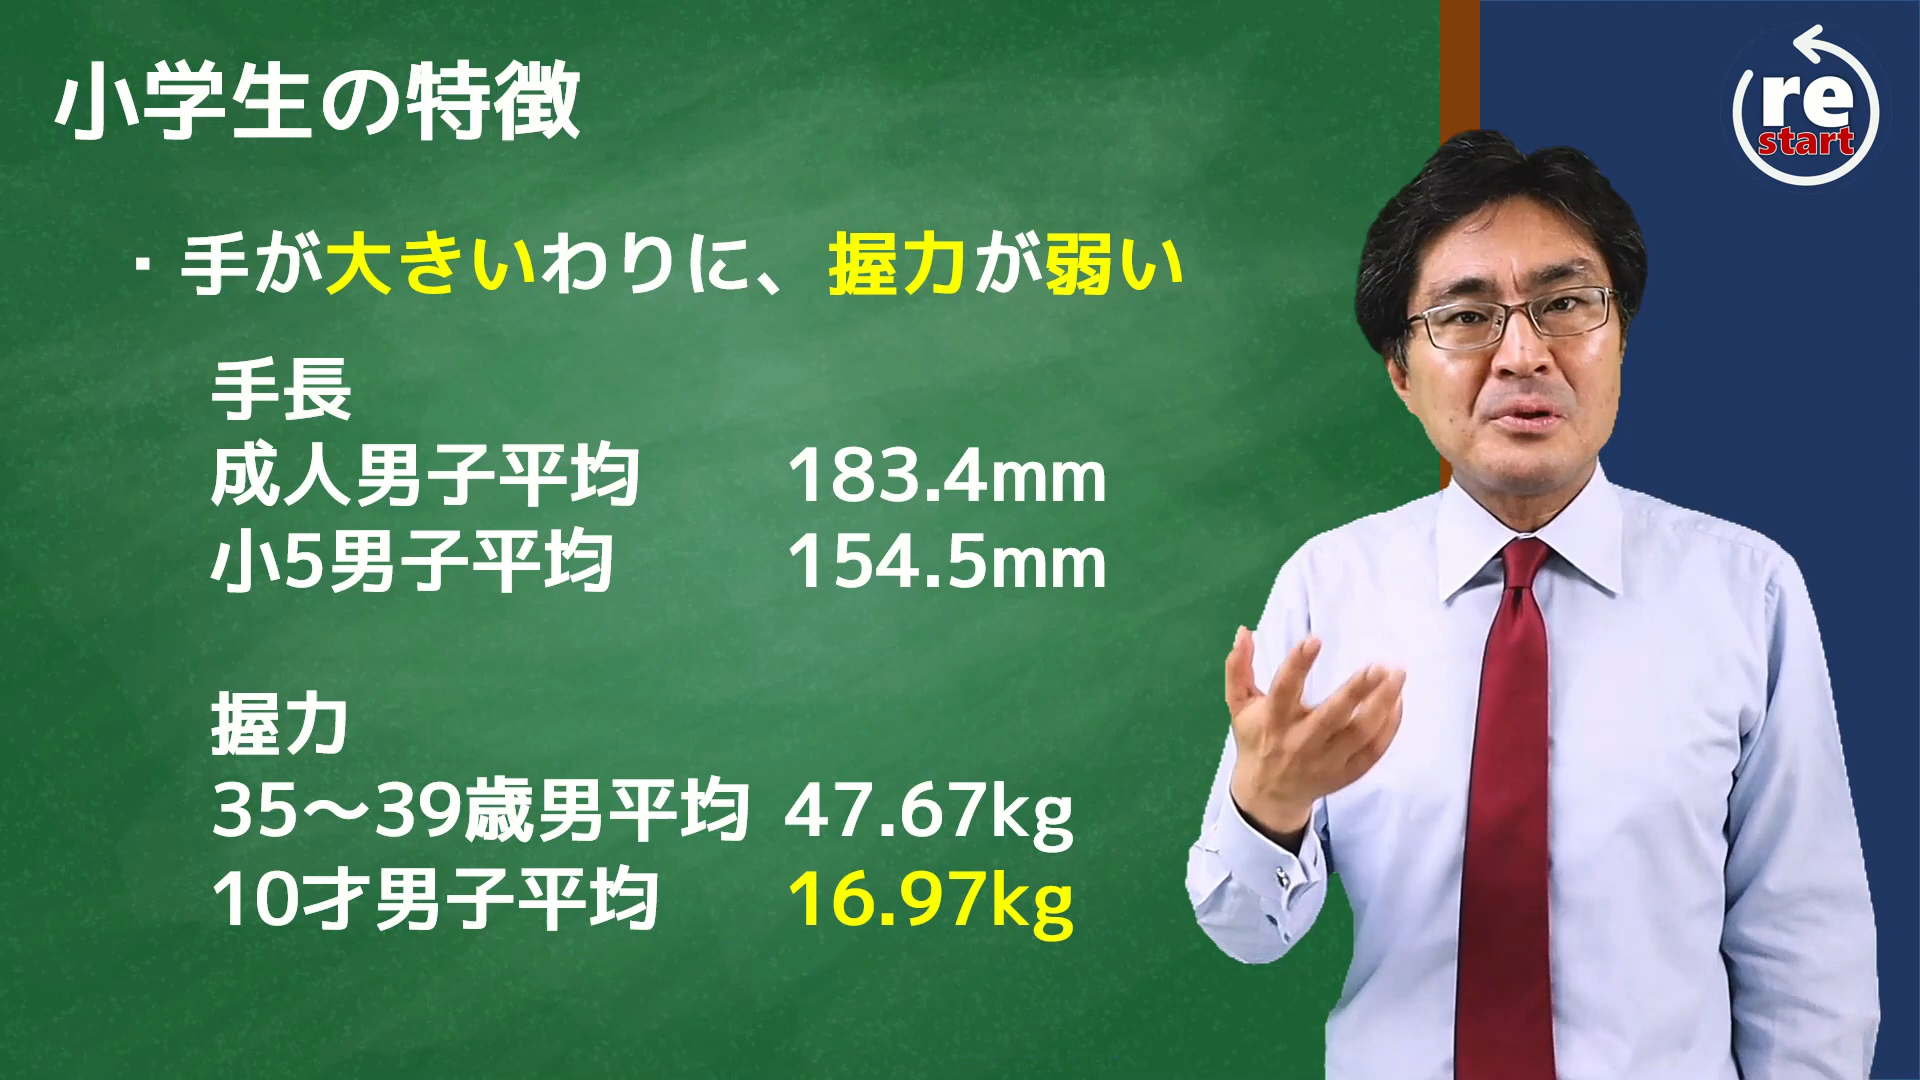 小学生の特徴
・手が大きいわりに、握力が弱い
手長
成人男子平均 183.4mm
小5男子平均 154.5mm
握力
35～39歳男平均 47.67kg
10才男子平均 16.97kg
re
start